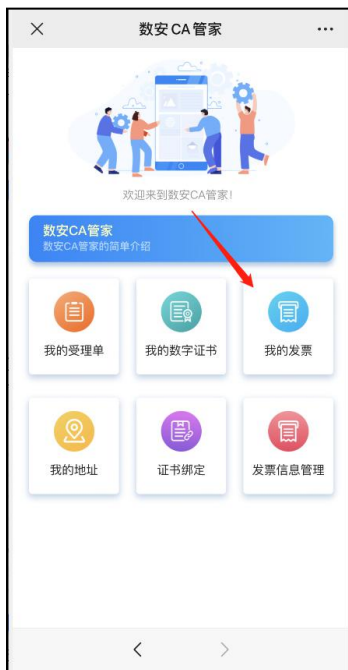 数安CA管家
欢迎来到数安CA管家!
数安CA管家
数安CA管家的简单介绍
我的受理单
我的数字证书
我的发票
我的地址
证书绑定
发票信息管理